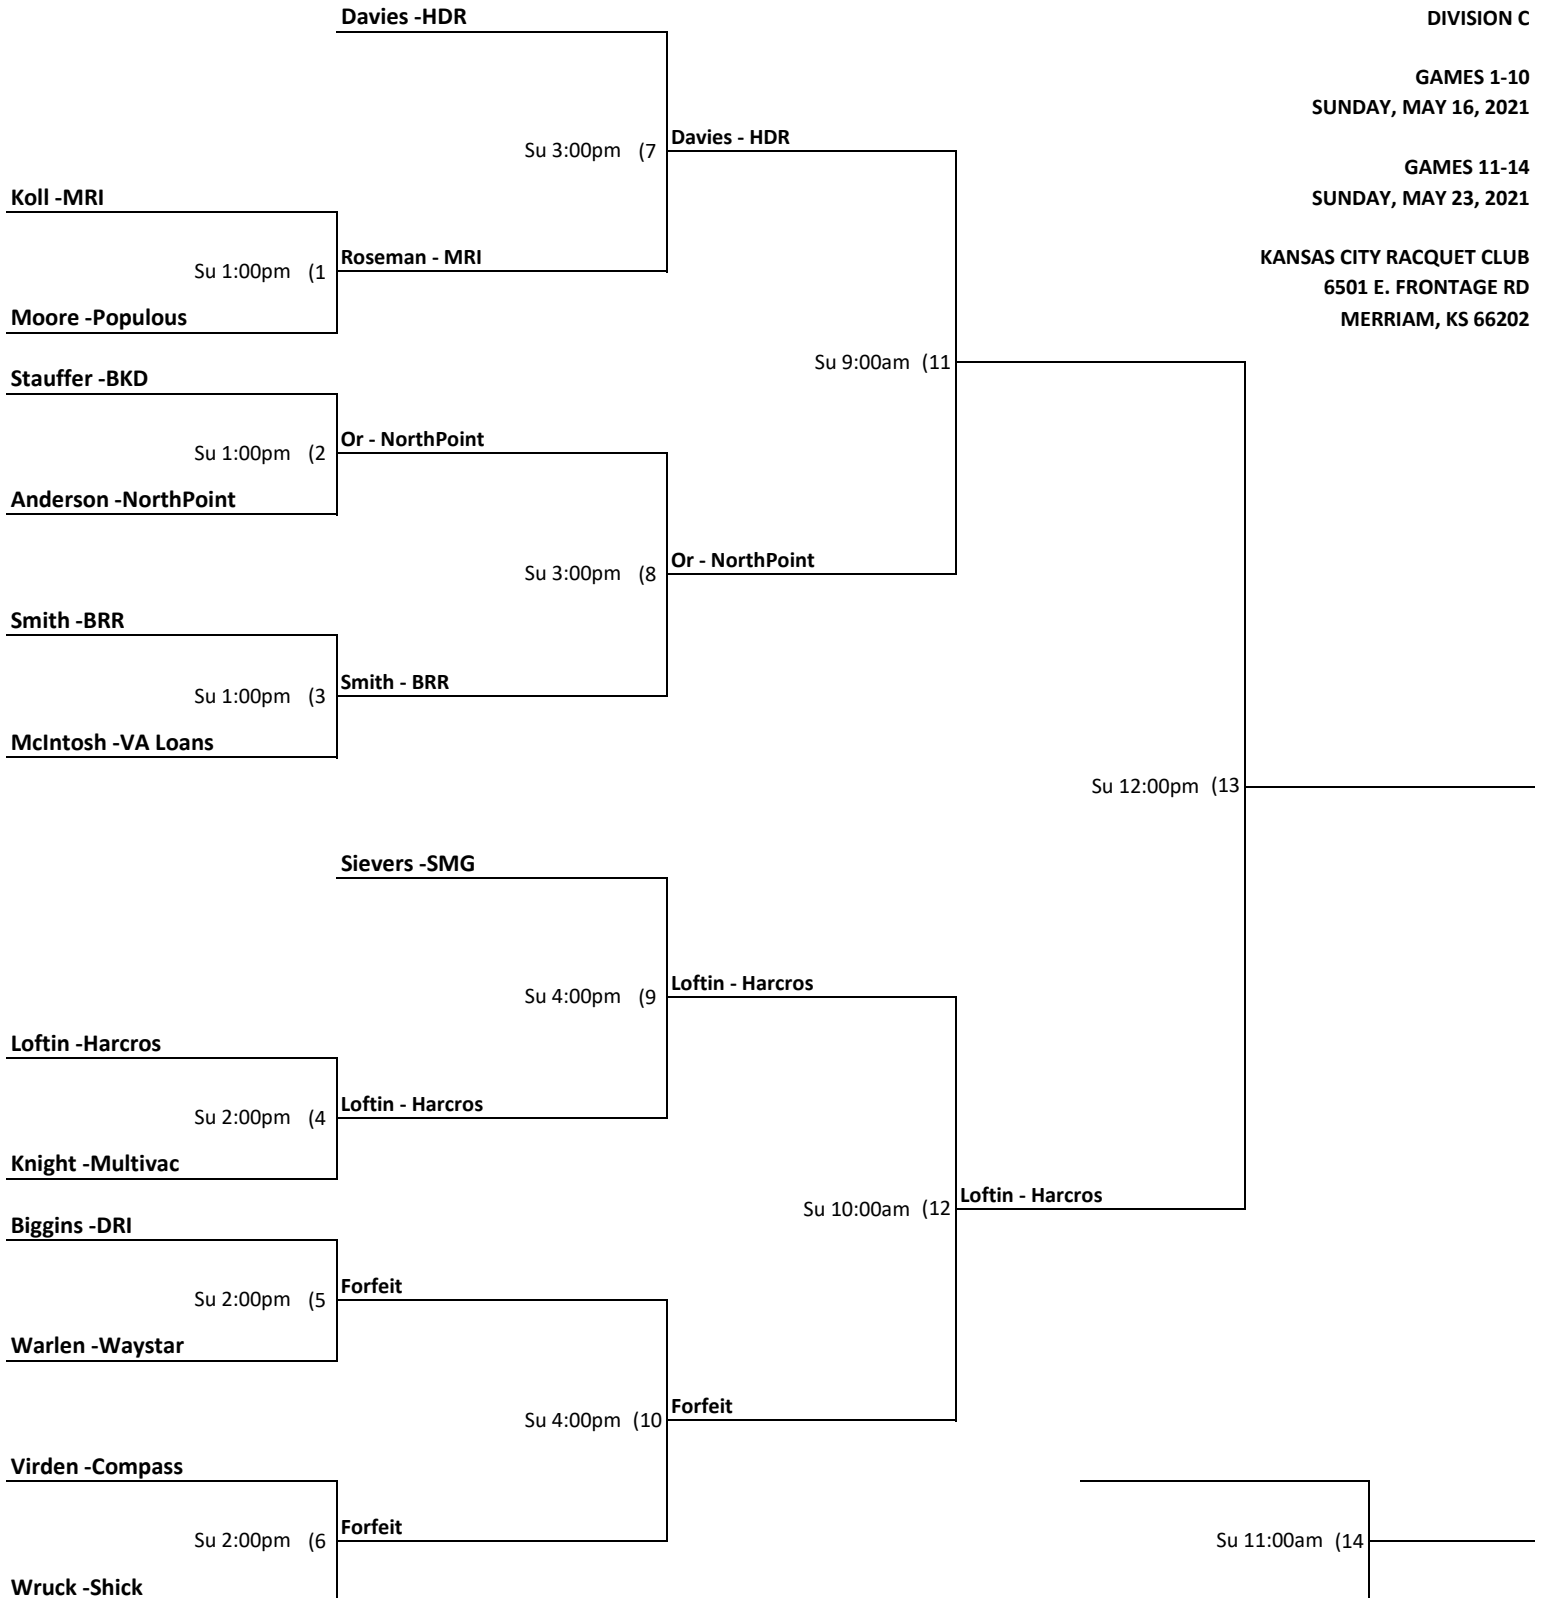 Davies -HDR
DIVISION C
GAMES 1-10
SUNDAY, MAY 16, 2021
Su 3:00pm (7
Davies - HDR
GAMES 11-14
SUNDAY, MAY 23, 2021
Koll -MRI
Su 1:00pm (1
Roseman - MRI
KANSAS CITY RACQUET CLUB
6501 E. FRONTAGE RD
MERRIAM, KS 66202
Moore -Populous
Su 9:00am (11
Stauffer -BKD
Su 1:00pm (2
Or - NorthPoint
Anderson -NorthPoint
Su 3:00pm (8
Or - NorthPoint
Smith -BRR
Su 1:00pm (3
Smith - BRR
McIntosh -VA Loans
Su 12:00pm (13
Sievers -SMG
Su 4:00pm (9
Loftin - Harcros
Loftin -Harcros
Su 2:00pm (4
Loftin - Harcros
Knight -Multivac
Su 10:00am (12
Loftin - Harcros
Biggins -DRI
Su 2:00pm (5
Forfeit
Warlen -Waystar
Su 4:00pm (10
Forfeit
Virden -Compass
Su 2:00pm (6
Forfeit
Su 11:00am (14
Wruck -Shick